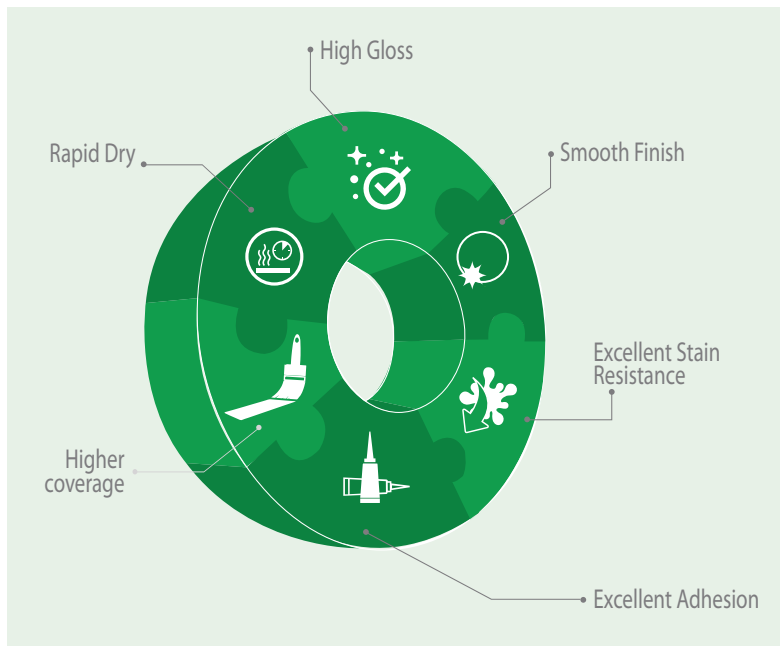 High Gloss
Rapid Dry
Smooth Finish
Excellent Stain
Resistance
Higher
coverage
Excellent Adhesion